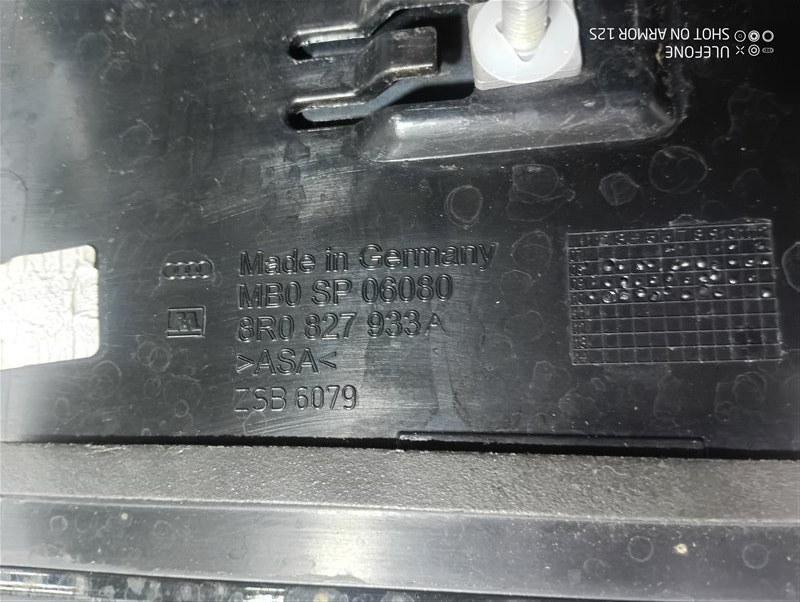 ULEFONE
SHOT ON ARMOR 12S
Made in Germany
MB0 SP 06080
8R0 827 933 A
>ASA<
ZSB 6079